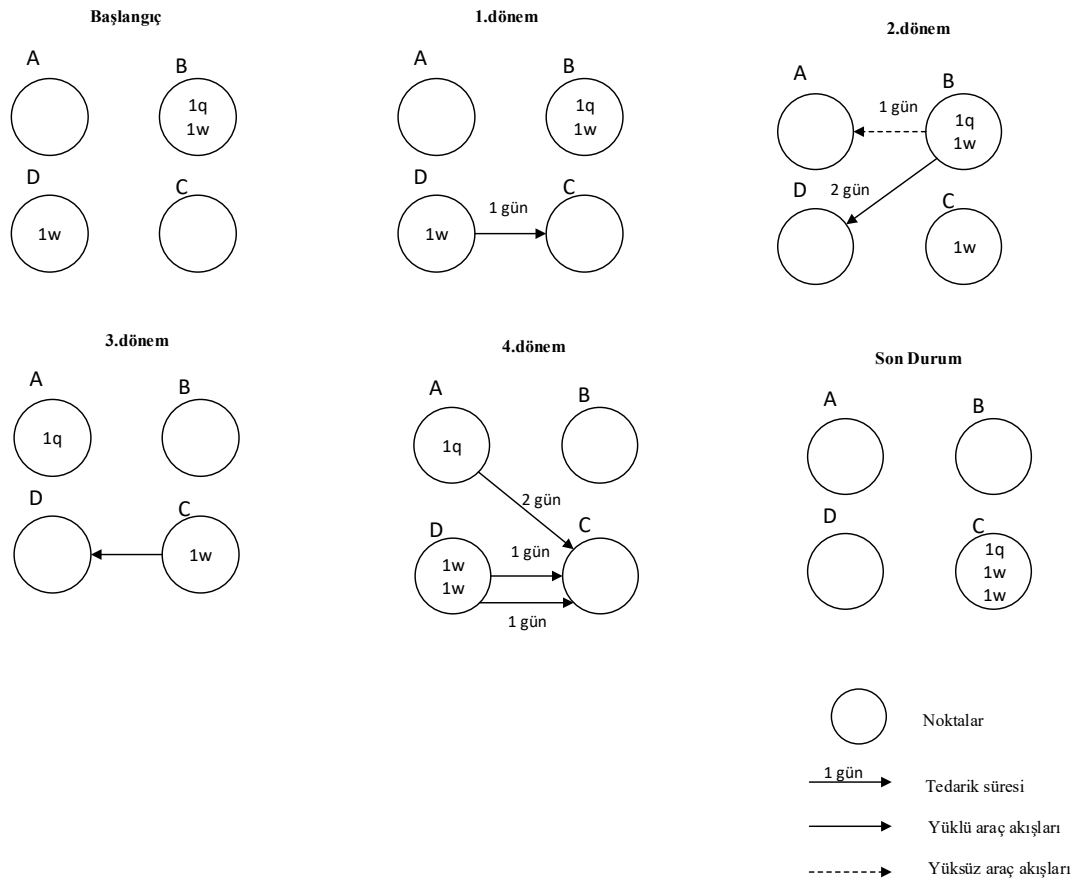 Başlangıç
A
B
1q
1w
D
1w
C
1.dönem
A
B
1q
1w
D
1w
1 gün
C
2.dönem
A
1 gün
B
1q
1w
D
2 gün
C
1w
3.dönem
A
1q
B
D
C
1w
4.dönem
A
1q
B
2 gün
D
1w
1w
1 gün
C
1 gün
Son Durum
A
B
D
C
1q
1w
1w
Noktalar
1 gün
Tedarik süresi
Yüklü araç akışları
Yüksüz araç akışları